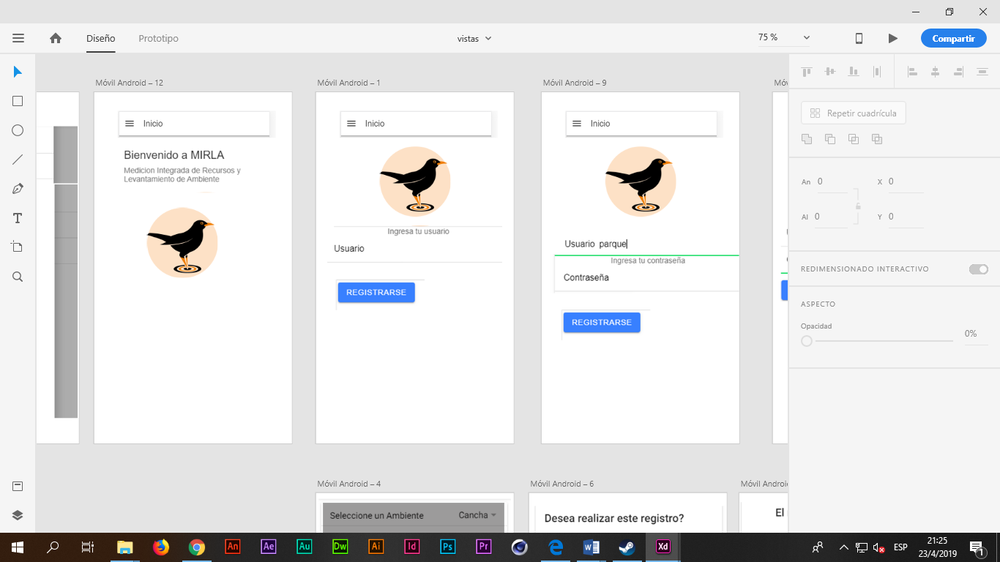 Diseño
Prototipo
vistas
75 %
Compartir
Móvil Android – 12
Móvil Android – 1
Móvil Android – 9
Inicio
Bienvenido a MIRLA
Medicion Integrada de Recursos y
Levantamiento de Ambiente
Inicio
Ingresa tu usuario
Usuario
REGISTRARSE
Inicio
Usuario parque
Ingresa tu contraseña
Contraseña
REGISTRARSE
Móvil Android – 4
Móvil Android – 6
Móvil Android
Seleccione un Ambiente
Cancha
Desea realizar este registro?
El
Repetir cuadrícula
An 0
X 0
Al 0
Y 0
REDIMENSIONADO INTERACTIVO
ASPECTO
Opacidad
0%
An
Ae
Au
Dw
Ai
Id
Ps
Pr
Xd
ESP
21:25
23/4/2019
1